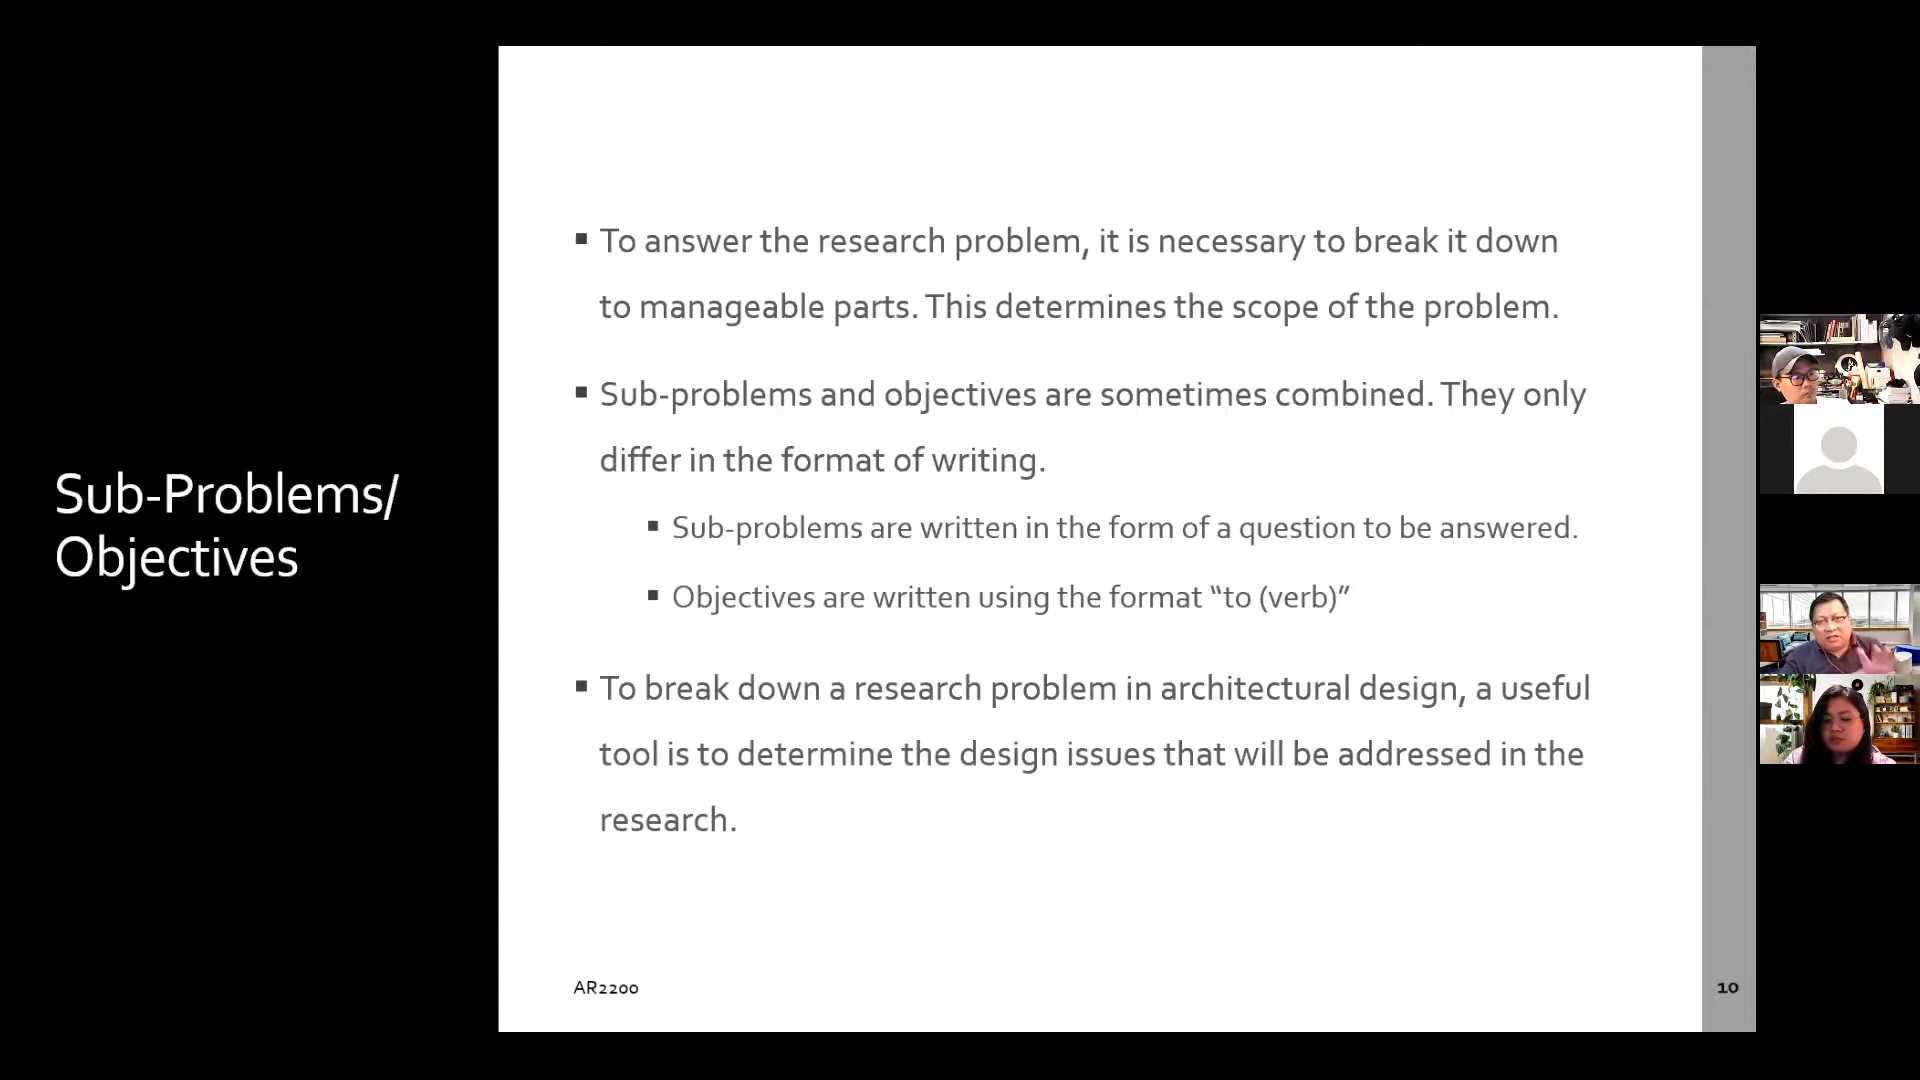 Sub-Problems/
Objectives
▪ To answer the research problem, it is necessary to break it down
to manageable parts. This determines the scope of the problem.
▪ Sub-problems and objectives are sometimes combined. They only
differ in the format of writing.
▪ Sub-problems are written in the form of a question to be answered.
▪ Objectives are written using the format “to (verb)”
▪ To break down a research problem in architectural design, a useful
tool is to determine the design issues that will be addressed in the
research.
AR2200
10